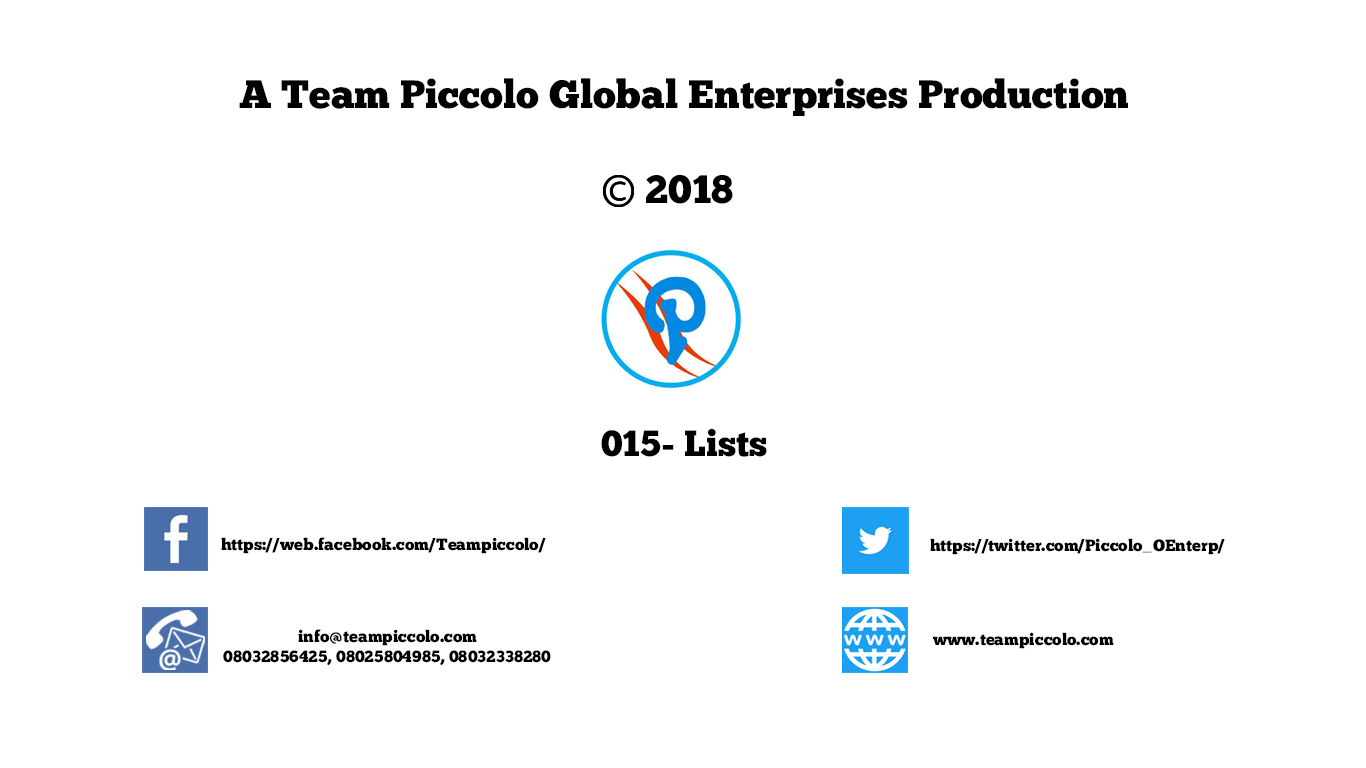 A Team Piccolo Global Enterprises Production
© 2018
015- Lists
https://web.facebook.com/Teampiccolo/
https://twitter.com/Piccolo_OEnterp/
info@teampiccolo.com
08032856425, 08025804985, 08032338280
www
www.teampiccolo.com